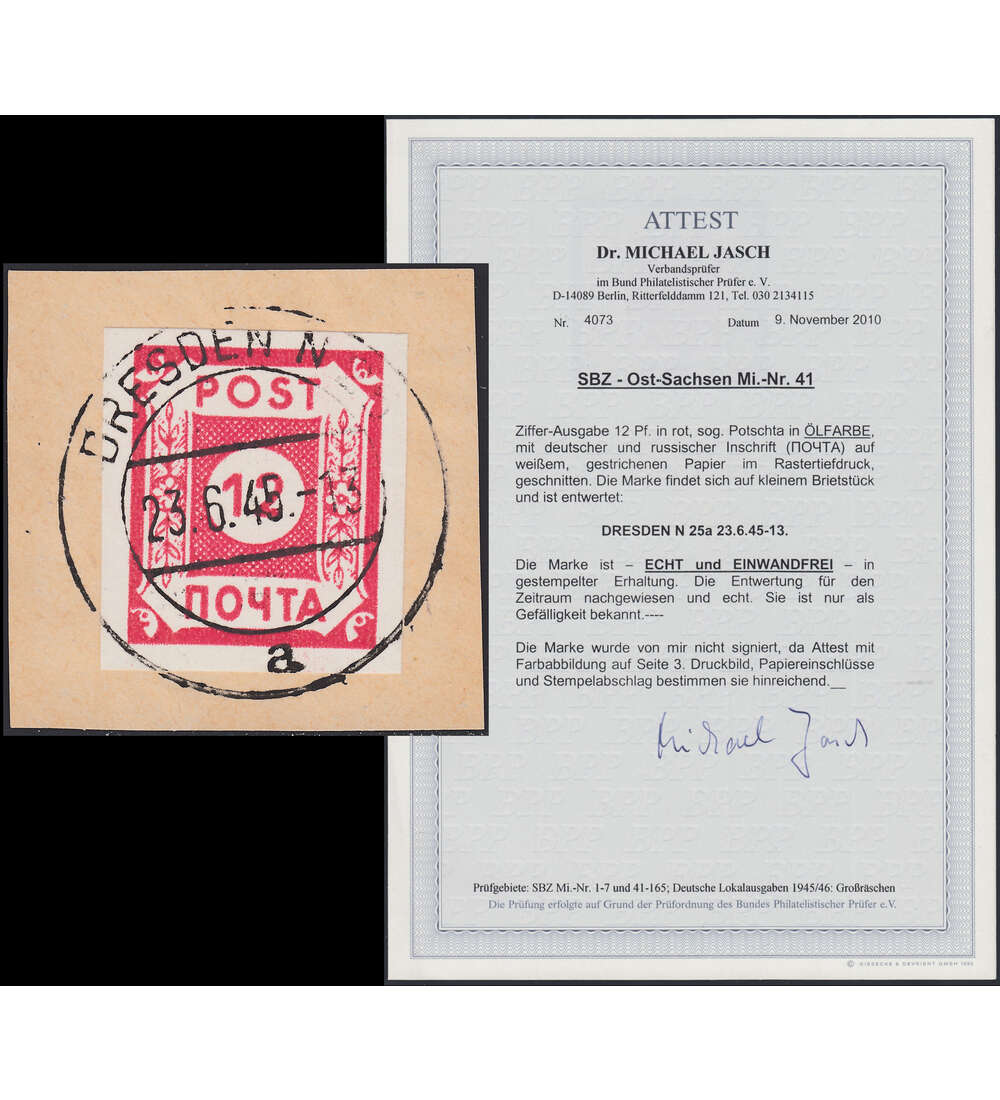 DRESDEN N
POST
12
23.6.45.-13
ПОЧТА
a
ATTEST
Dr. MICHAEL JASCH
Verbandsprüfer
im Bund Philatelistischer Prüfer e. V.
D-14089 Berlin, Ritterfelddamm 121, Tel. 030 2134115
Nr. 4073 Datum 9. November 2010
SBZ - Ost-Sachsen Mi.-Nr. 41
Ziffer-Ausgabe 12 Pf. in rot, sog. Potschta in ÖLFARBE,
mit deutscher und russischer Inschrift (ПОЧТА) auf
weißem, gestrichenen Papier im Rastertiefdruck,
geschnitten. Die Marke findet sich auf kleinem Briefstück
und ist entwertet:
DRESDEN N 25a 23.6.45-13.
Die Marke ist – ECHT und EINWANDFREI – in
gestempelter Erhaltung. Die Entwertung für den
Zeitraum nachgewiesen und echt. Sie ist nur als
Gefälligkeit bekannt.----
Die Marke wurde von mir nicht signiert, da Attest mit
Farbabbildung auf Seite 3. Druckbild, Papiereinschlüsse
und Stempelabschlag bestimmen sie hinreichend.__
Michael Jasch
Prüfgebiete: SBZ Mi.-Nr. 1-7 und 41-165; Deutsche Lokalausgaben 1945/46: Großräschen
Die Prüfung erfolgte auf Grund der Prüfordnung des Bundes Philatelistischer Prüfer e.V.
© GIESECKE & DEVRIENT GMBH